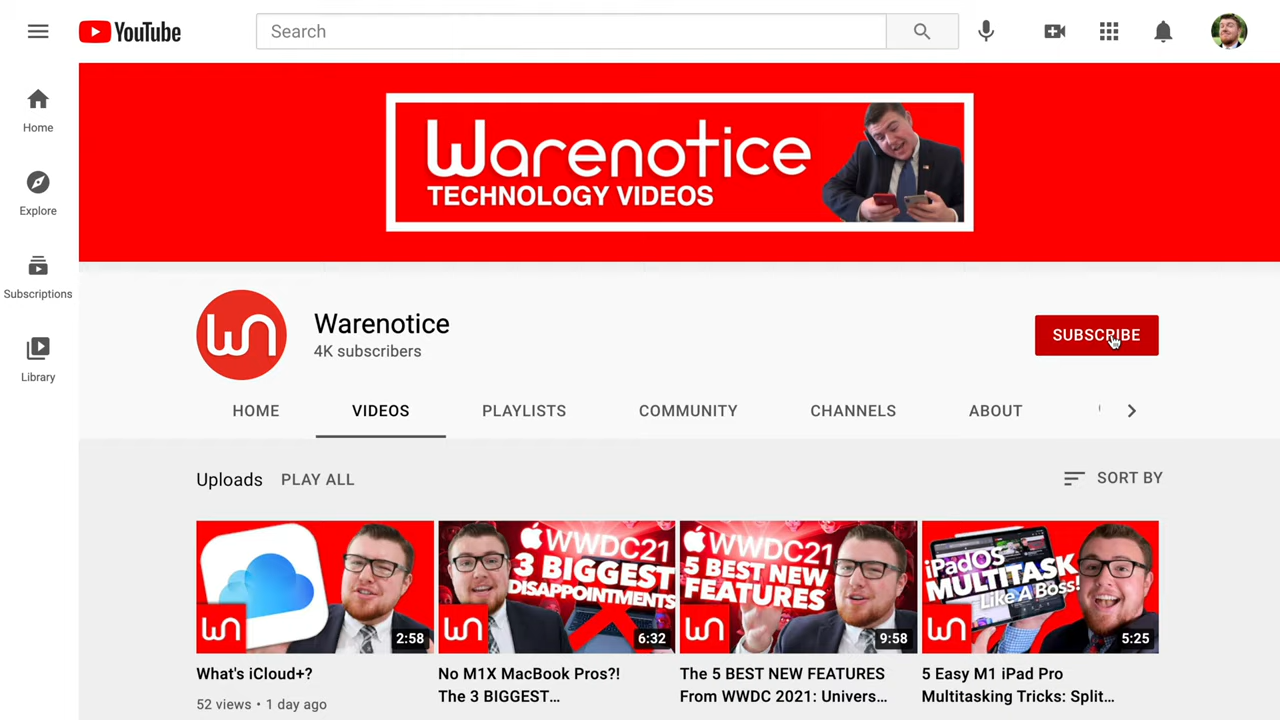 YouTube
Search
Home
Explore
Subscriptions
Library
Warenotice
TECHNOLOGY VIDEOS
wn
Warenotice
4K subscribers
SUBSCRIBE
HOME VIDEOS PLAYLISTS COMMUNITY CHANNELS ABOUT
Uploads PLAY ALL SORT BY
wn
2:58
WWDC21
3 BIGGEST
DISAPPOINTMENTS
wn
6:32
WWDC21
5 BEST NEW
FEATURES
wn
9:58
iPadOS
MULTITASK
Like A Boss!
wn
5:25
What's iCloud+?
52 views • 1 day ago
No M1X MacBook Pros?!
The 3 BIGGEST...
The 5 BEST NEW FEATURES
From WWDC 2021: Univers...
5 Easy M1 iPad Pro
Multitasking Tricks: Split...